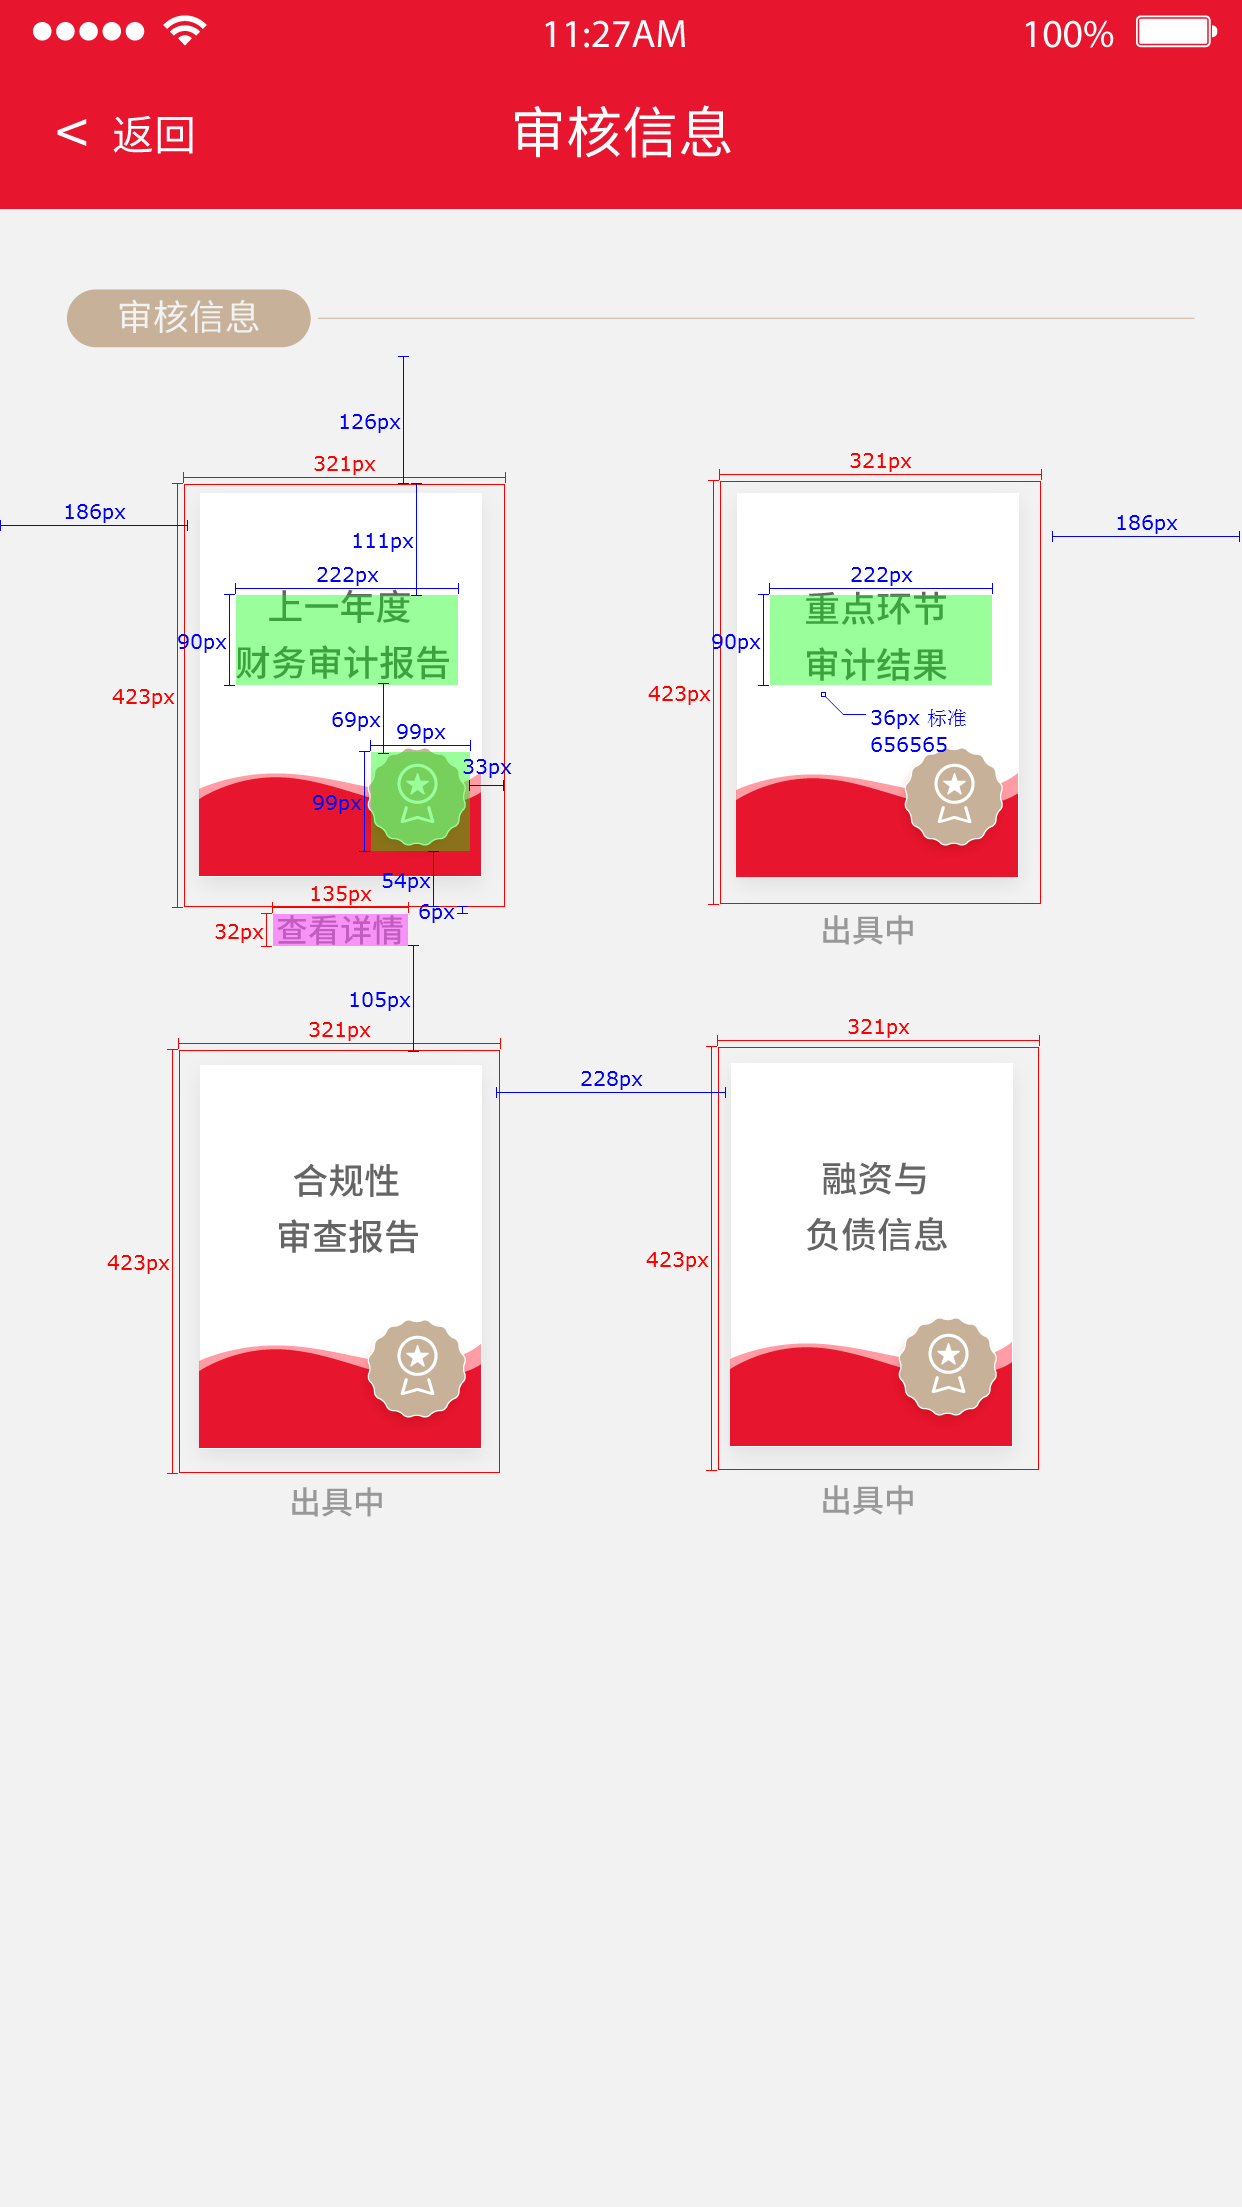 11:27AM
100%
< 返回
审核信息
审核信息
126px
321px
321px
186px
186px
111px
222px
222px
上一年度
财务审计报告
90px
重点环节
审计结果
90px
423px
423px
69px
36px 标准
656565
99px
33px
99px
54px
135px
6px
32px
查看详情
出具中
105px
321px
321px
228px
合规性
审查报告
融资与
负债信息
423px
423px
出具中
出具中